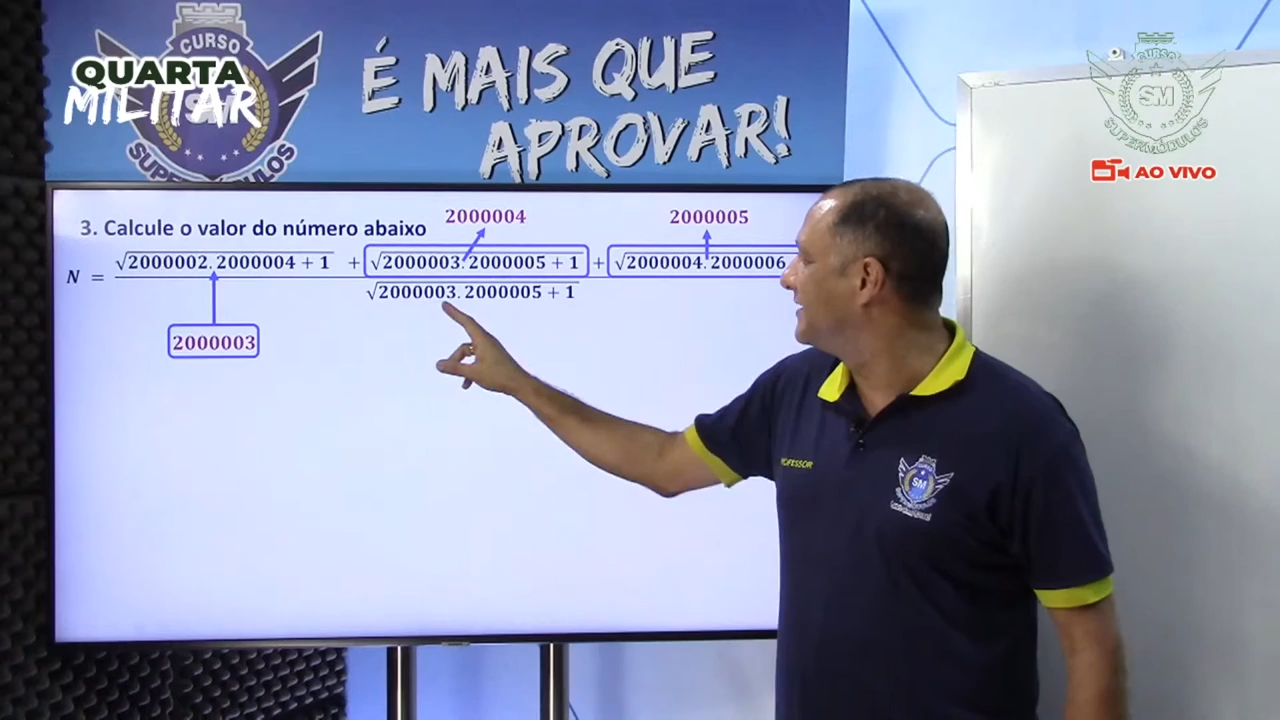 CURSO
SM
SUPERMÓDULOS
QUARTA
MILITAR
É MAIS QUE
APROVAR!
CURSO
SM
SUPERMÓDULOS
AO VIVO
3. Calcule o valor do número abaixo
2000004
2000005
N = √2000002.2000004 + 1 + √2000003.2000005 + 1 + √2000004.2000006
√2000003.2000005 + 1
2000003
PROFESSOR
SM